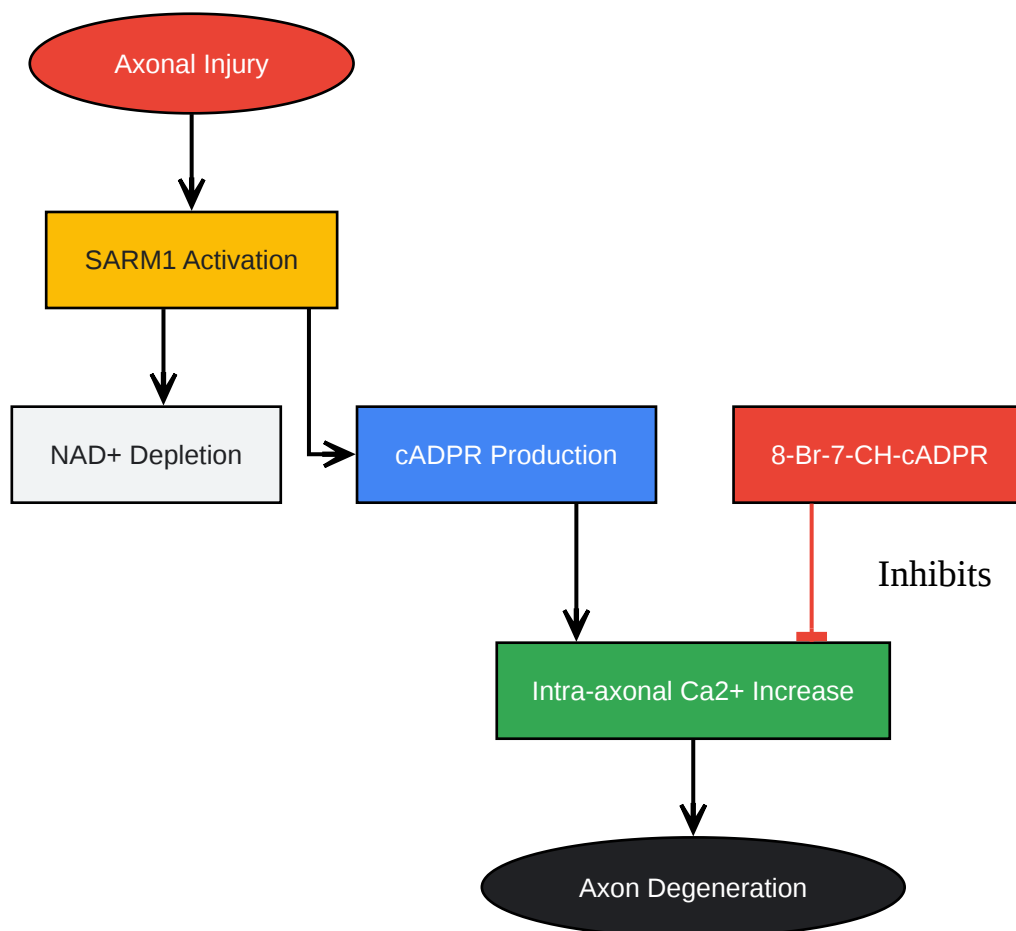 Axonal Injury
SARM1 Activation
NAD+ Depletion
cADPR Production
8-Br-7-CH-cADPR
Inhibits
Intra-axonal Ca2+ Increase
Axon Degeneration